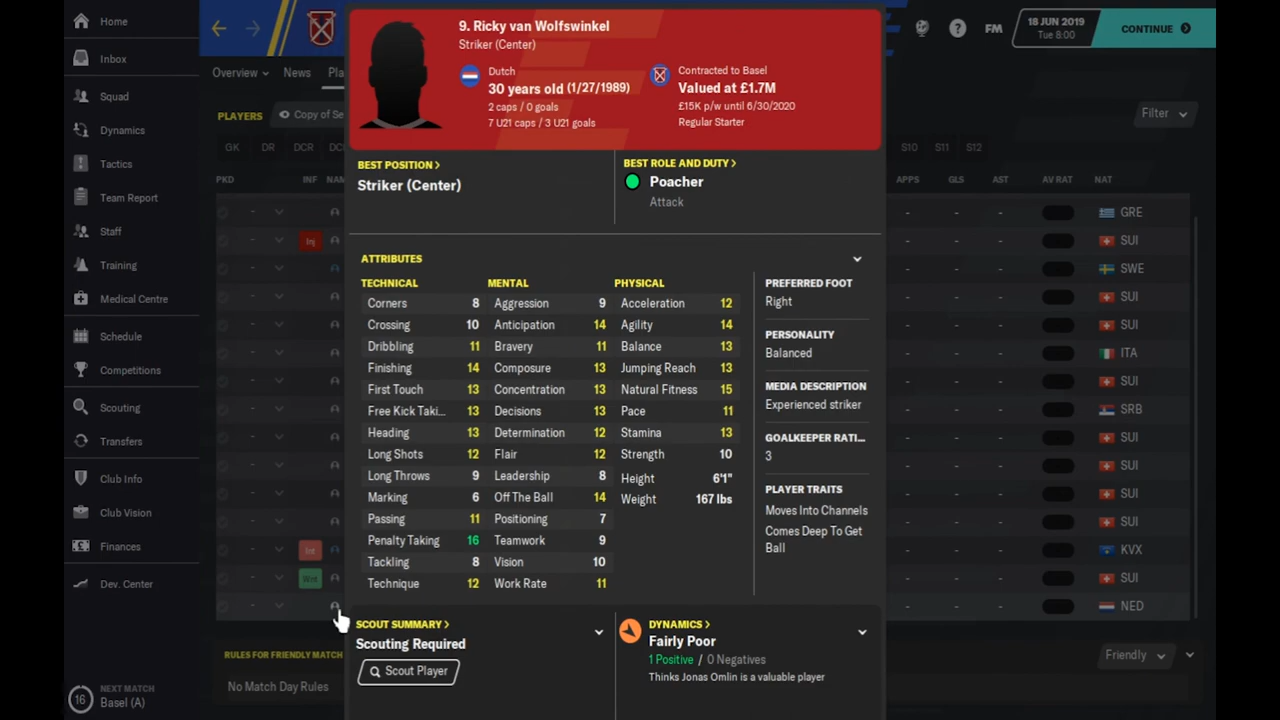 Home
Inbox
Squad
Dynamics
Tactics
Team Report
Staff
Training
Medical Centre
Schedule
Competitions
Scouting
Transfers
Club Info
Club Vision
Finances
Dev. Center
16
NEXT MATCH
Basel (A)
Overview
News
Pla
PLAYERS
Copy of Se
GK
DR
DCR
PKD
INF
Inj
Int
Wnt
RULES FOR FRIENDLY MATCH
No Match Day Rules
9. Ricky van Wolfswinkel
Striker (Center)
Dutch
30 years old (1/27/1989)
2 caps / 0 goals
7 U21 caps / 3 U21 goals
Contracted to Basel
Valued at £1.7M
£15K p/w until 6/30/2020
Regular Starter
BEST POSITION >
Striker (Center)
BEST ROLE AND DUTY >
Poacher
Attack
ATTRIBUTES
TECHNICAL
Corners 8
Crossing 10
Dribbling 11
Finishing 14
First Touch 13
Free Kick Taki... 13
Heading 13
Long Shots 12
Long Throws 9
Marking 6
Passing 11
Penalty Taking 16
Tackling 8
Technique 12
MENTAL
Aggression 9
Anticipation 14
Bravery 11
Composure 13
Concentration 13
Decisions 13
Determination 12
Flair 12
Leadership 8
Off The Ball 14
Positioning 7
Teamwork 9
Vision 10
Work Rate 11
PHYSICAL
Acceleration 12
Agility 14
Balance 13
Jumping Reach 13
Natural Fitness 15
Pace 11
Stamina 13
Strength 10
Height 6'1"
Weight 167 lbs
PREFERRED FOOT
Right
PERSONALITY
Balanced
MEDIA DESCRIPTION
Experienced striker
GOALKEEPER RATI...
3
PLAYER TRAITS
Moves Into Channels
Comes Deep To Get
Ball
SCOUT SUMMARY >
Scouting Required
Scout Player
DYNAMICS >
Fairly Poor
1 Positive / 0 Negatives
Thinks Jonas Omlin is a valuable player
FM
18 JUN 2019
Tue 8:00
CONTINUE
Filter
S10
S11
S12
APPS
GLS
AST
AV RAT
NAT
GRE
SUI
SWE
SUI
SUI
ITA
SUI
SRB
SUI
SUI
SUI
SUI
KVX
SUI
NED
Friendly